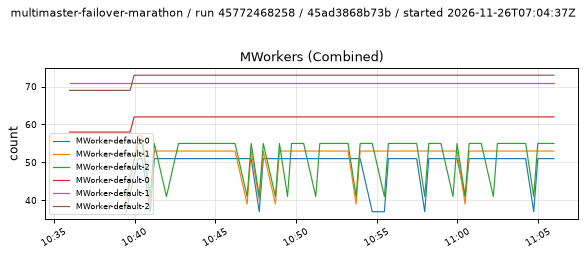 multimaster-failover-marathon / run 45772468258 / 45ad3868b73b / started 2026-11-26T07:04:37Z
MWorkers (Combined)
count
70
60
50
40
MWorker-default-0
MWorker-default-1
MWorker-default-2
MWorker-default-0
MWorker-default-1
MWorker-default-2
10:35
10:40
10:45
10:50
10:55
11:00
11:05